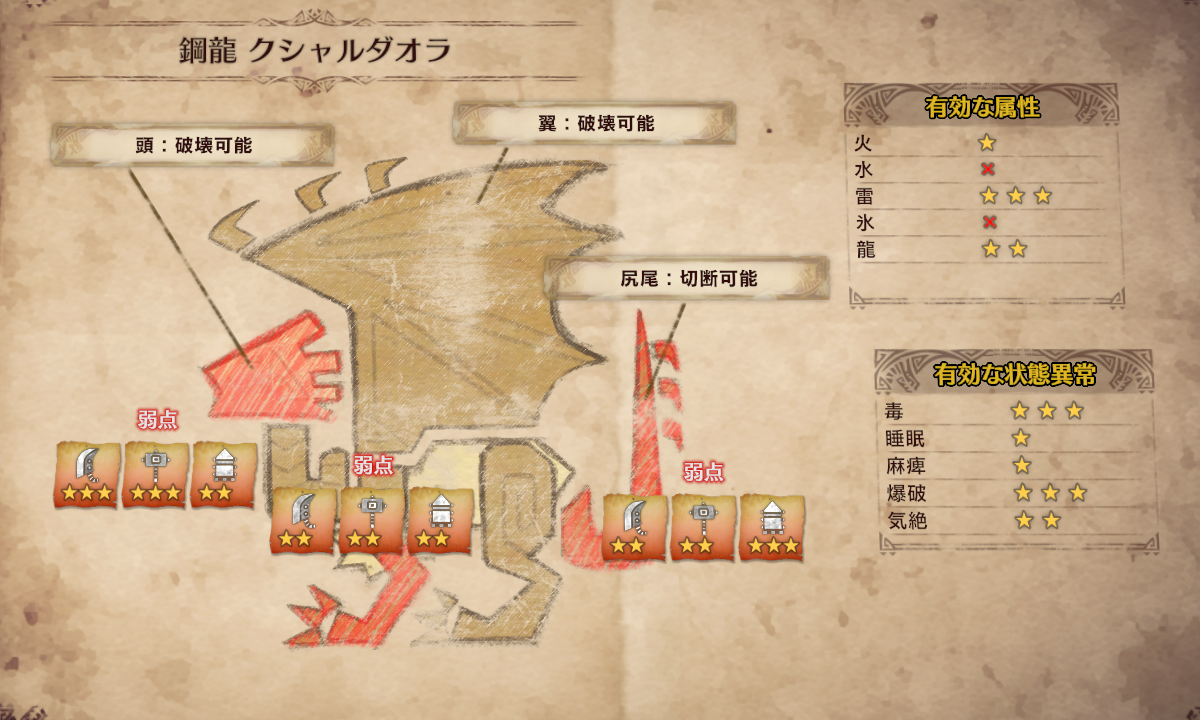 鋼龍 クシャルダオラ
頭：破壊可能
翼：破壊可能
尻尾：切断可能
弱点
弱点
弱点
有効な属性
火
水
雷
氷
龍
有効な状態異常
毒
睡眠
麻痺
爆破
気絶